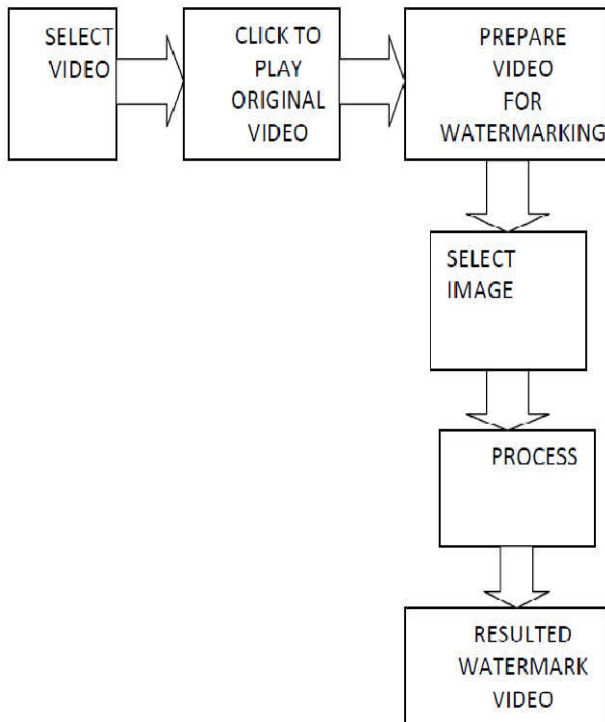 SELECT
VIDEO
CLICK TO
PLAY
ORIGINAL
VIDEO
PREPARE
VIDEO
FOR
WATERMARKING
SELECT
IMAGE
PROCESS
RESULTED
WATERMARK
VIDEO